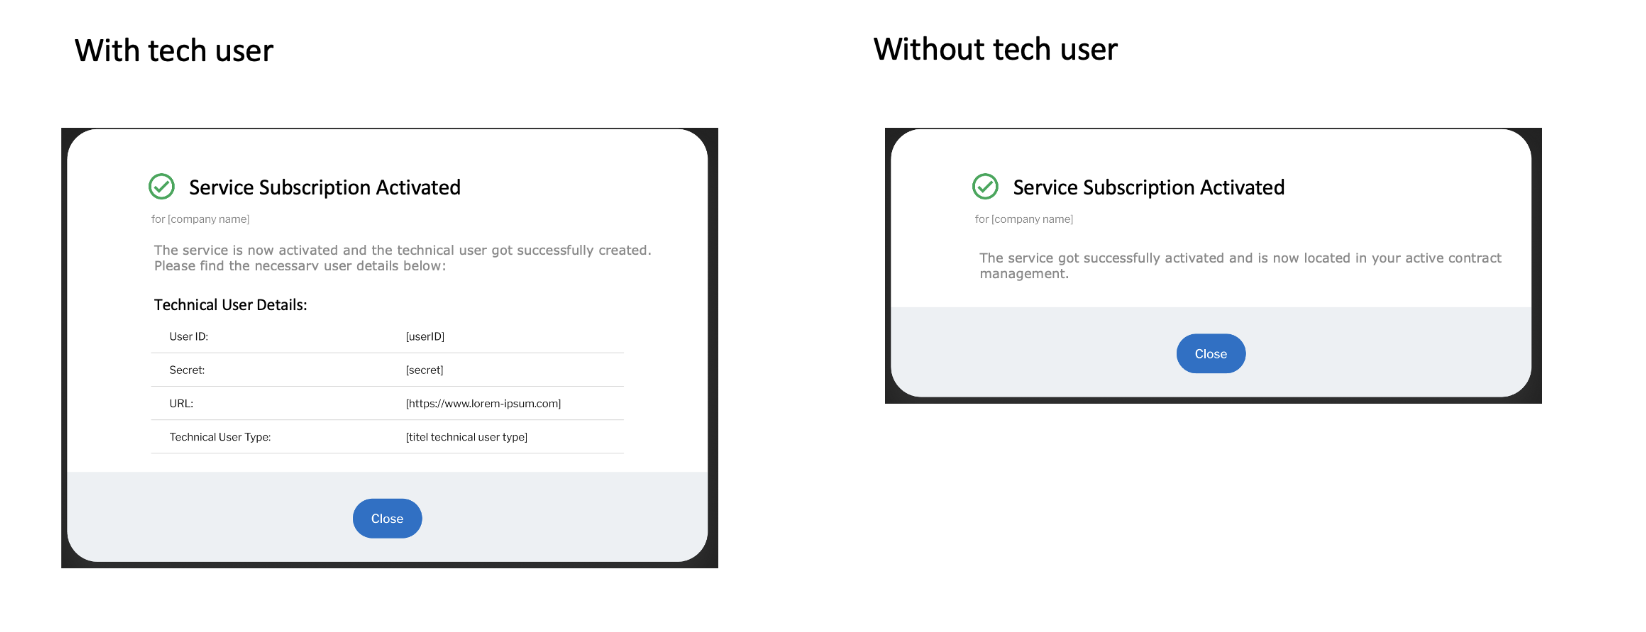 With tech user
Without tech user
Service Subscription Activated
for [company name]
The service is now activated and the technical user got successfully created.
Please find the necessary user details below:
Technical User Details:
User ID: [userID]
Secret: [secret]
URL: [https://www.lorem-ipsum.com]
Technical User Type: [titel technical user type]
Close
Service Subscription Activated
for [company name]
The service got successfully activated and is now located in your active contract
management.
Close